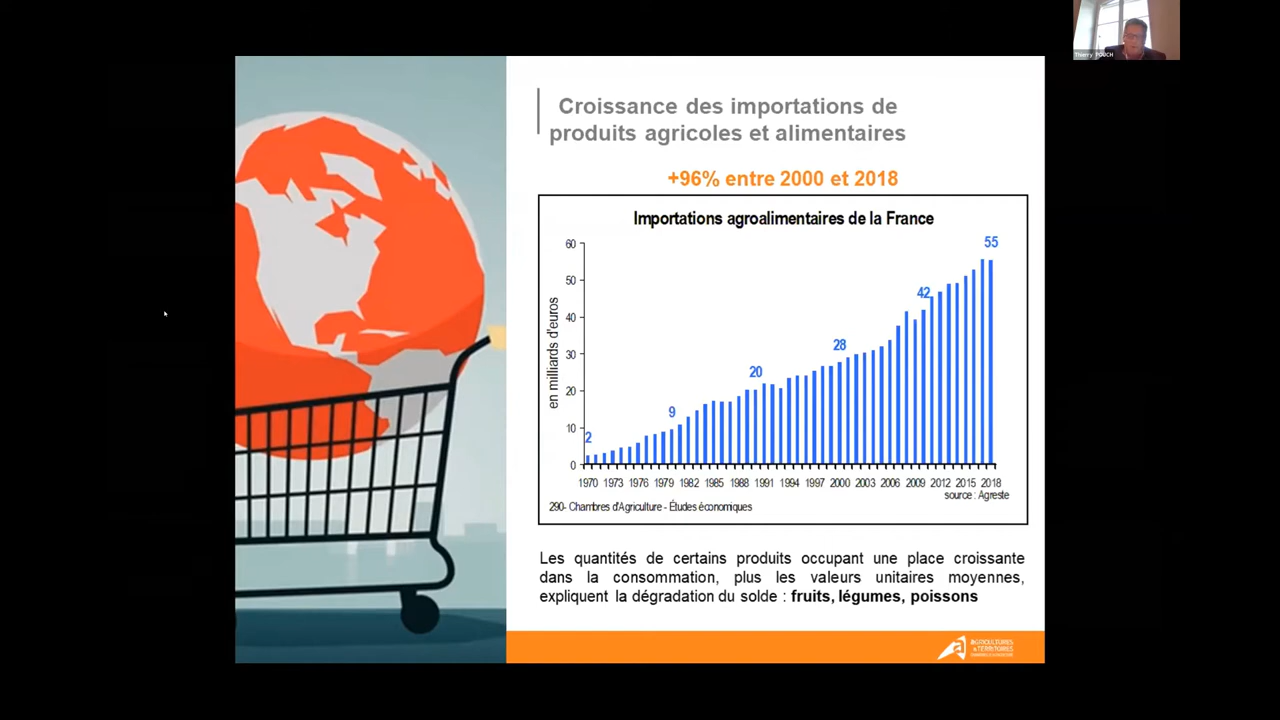 Thierry POUCH
Croissance des importations de
produits agricoles et alimentaires
+96% entre 2000 et 2018
Importations agroalimentaires de la France
en milliards d'euros
60
50
40
30
20
10
0
2
9
20
28
42
55
1970 1973 1976 1979 1982 1985 1988 1991 1994 1997 2000 2003 2006 2009 2012 2015 2018
source : Agreste
290- Chambres d'Agriculture - Études économiques
Les quantités de certains produits occupant une place croissante
dans la consommation, plus les valeurs unitaires moyennes,
expliquent la dégradation du solde : fruits, légumes, poissons
AGRICULTURES
& TERRITOIRES